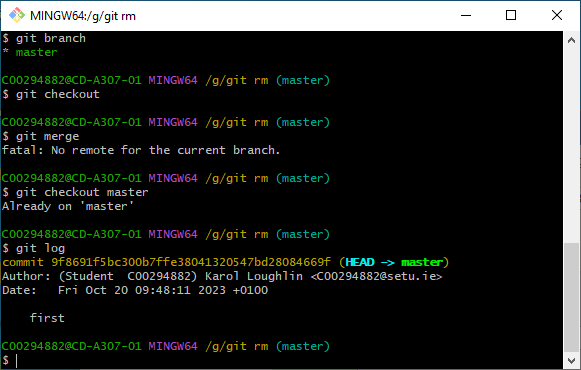 MINGW64:/g/git rm
$ git branch
* master
C00294882@CD-A307-01 MINGW64 /g/git rm (master)
$ git checkout
C00294882@CD-A307-01 MINGW64 /g/git rm (master)
$ git merge
fatal: No remote for the current branch.
C00294882@CD-A307-01 MINGW64 /g/git rm (master)
$ git checkout master
Already on 'master'
C00294882@CD-A307-01 MINGW64 /g/git rm (master)
$ git log
commit 9f8691f5bc300b7ffe38041320547bd28084669f (HEAD -> master)
Author: (Student  C00294882) Karol Loughlin <C00294882@setu.ie>
Date:   Fri Oct 20 09:48:11 2023 +0100
    first
C00294882@CD-A307-01 MINGW64 /g/git rm (master)
$